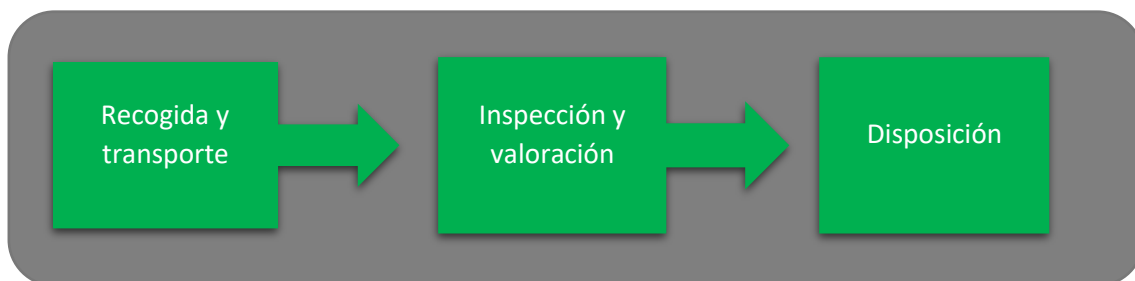 Recogida y
transporte
Inspección y
valoración
Disposición